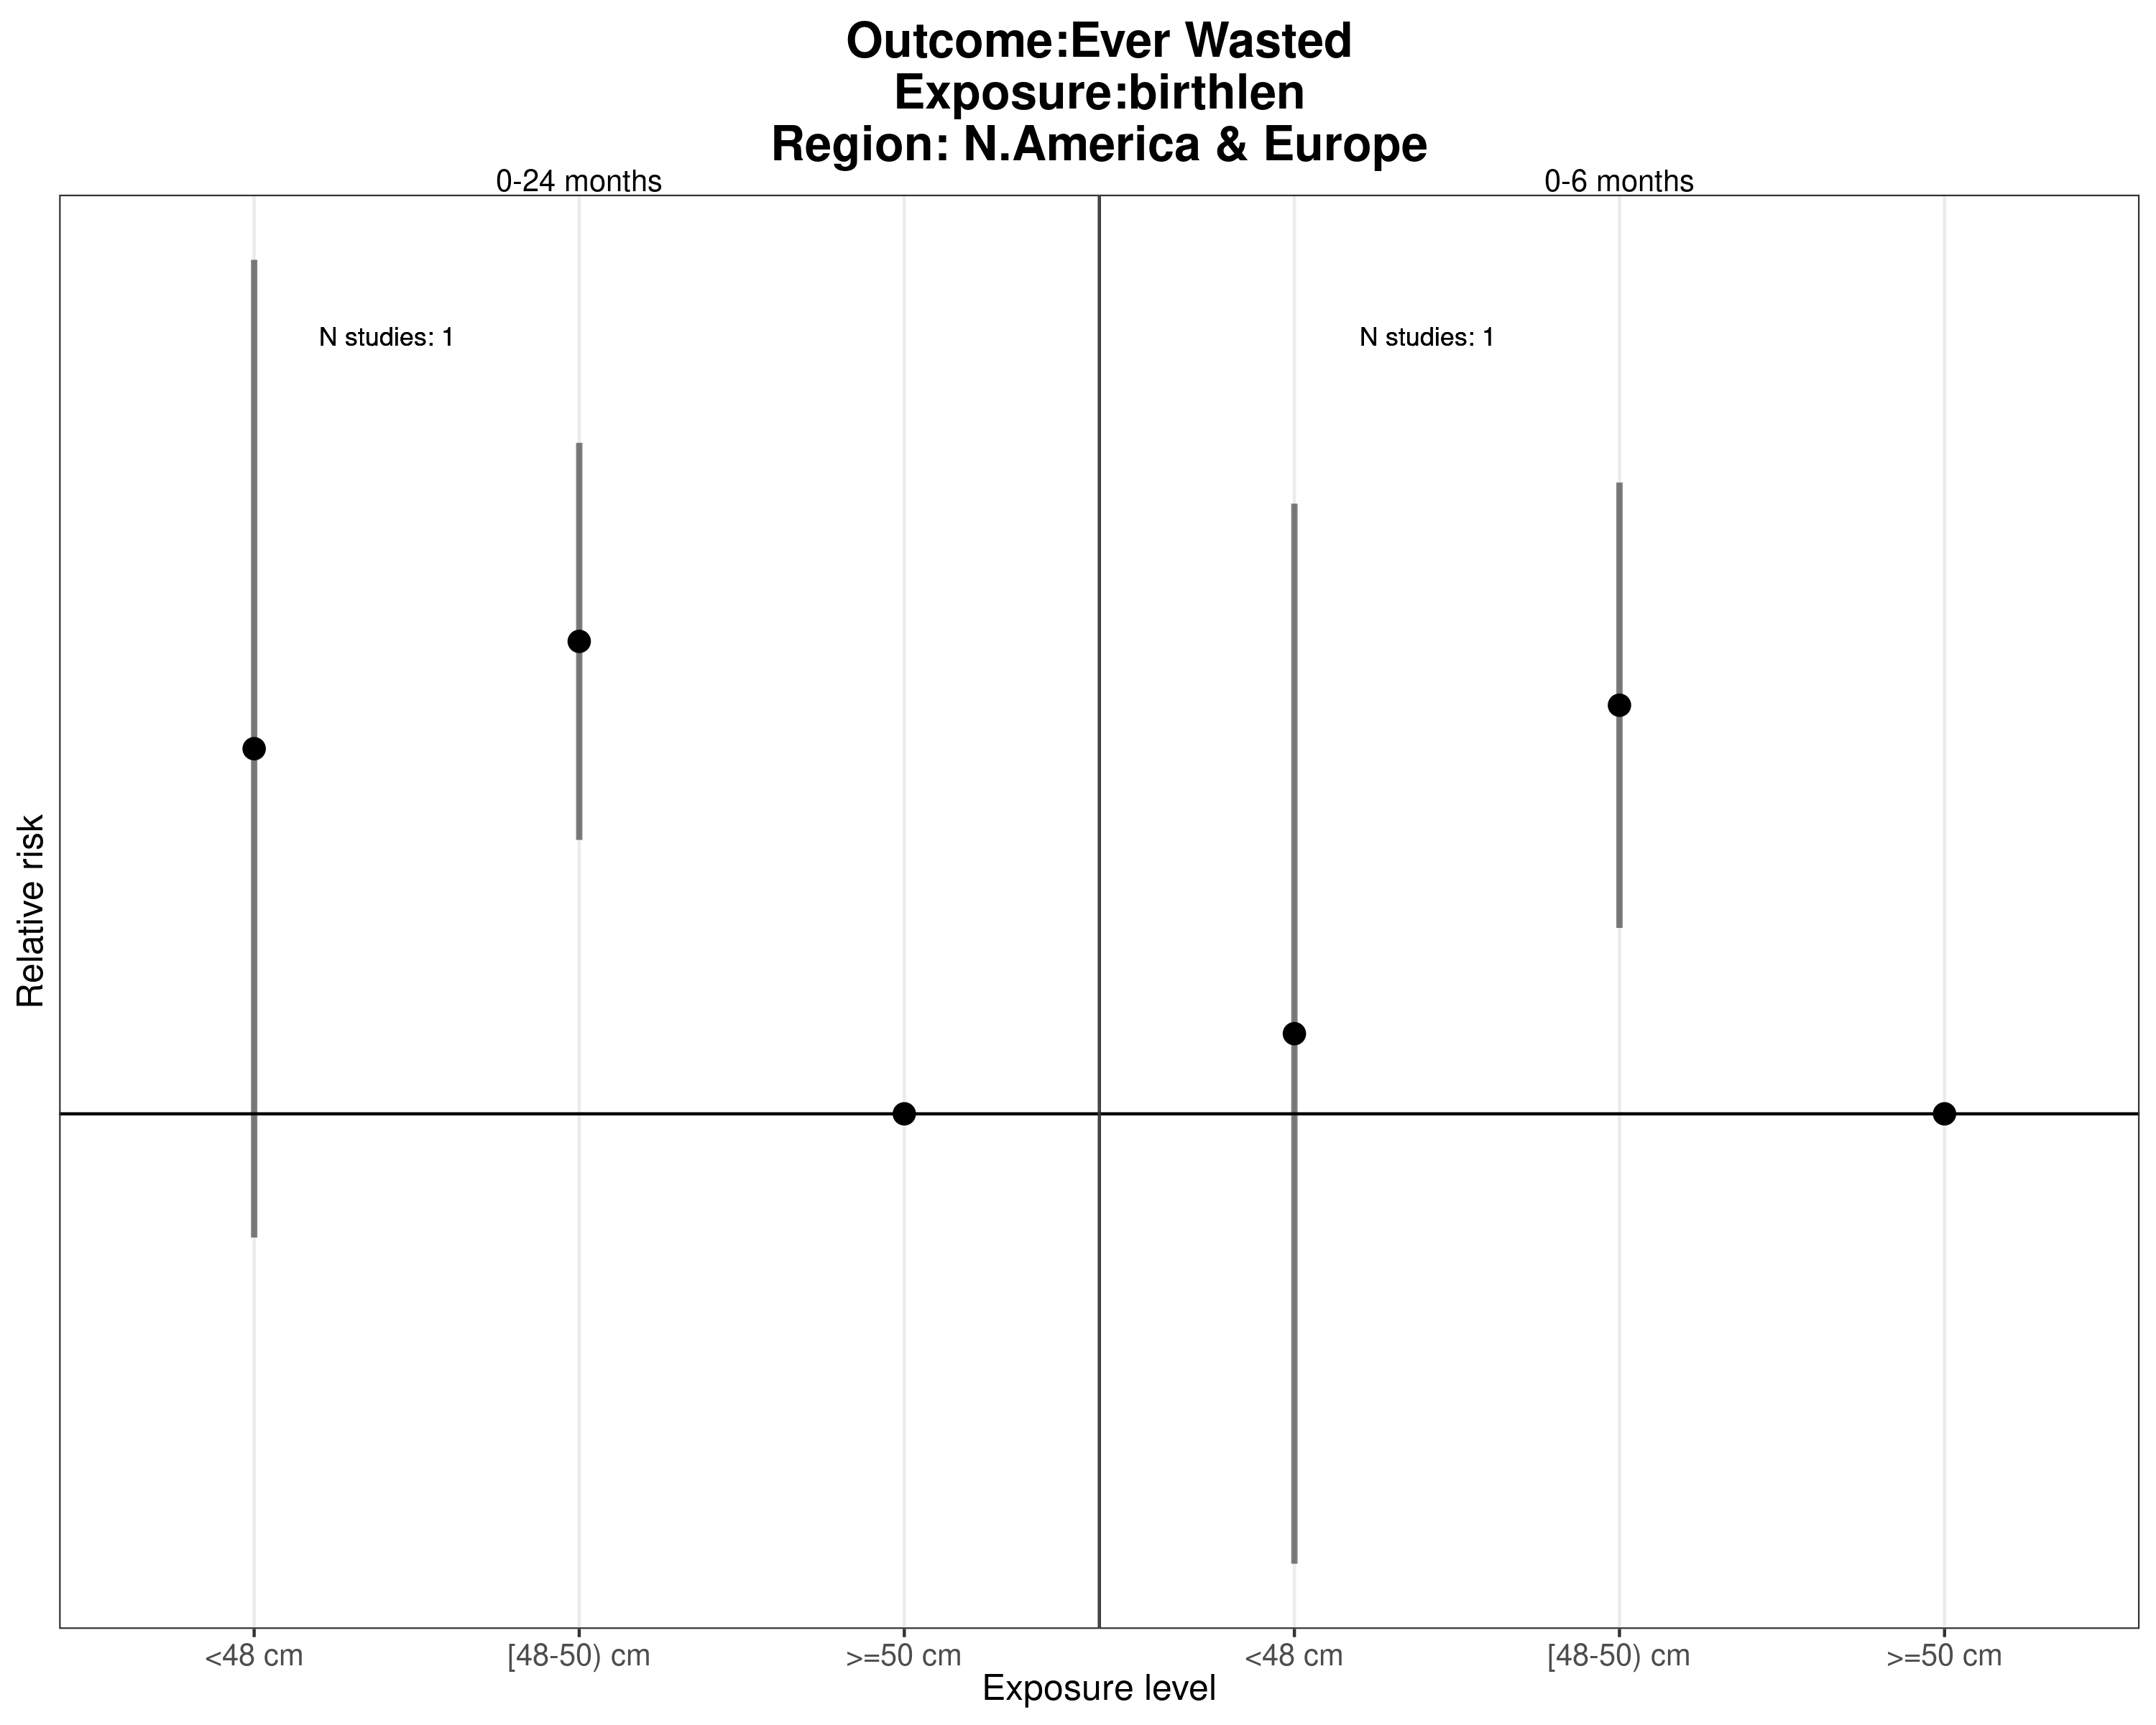 Outcome:Ever Wasted
Exposure:birthlen
Region: N.America & Europe
0-24 months
0-6 months
N studies: 1
N studies: 1
Relative risk
<48 cm
[48-50) cm
>=50 cm
<48 cm
[48-50) cm
>=50 cm
Exposure level